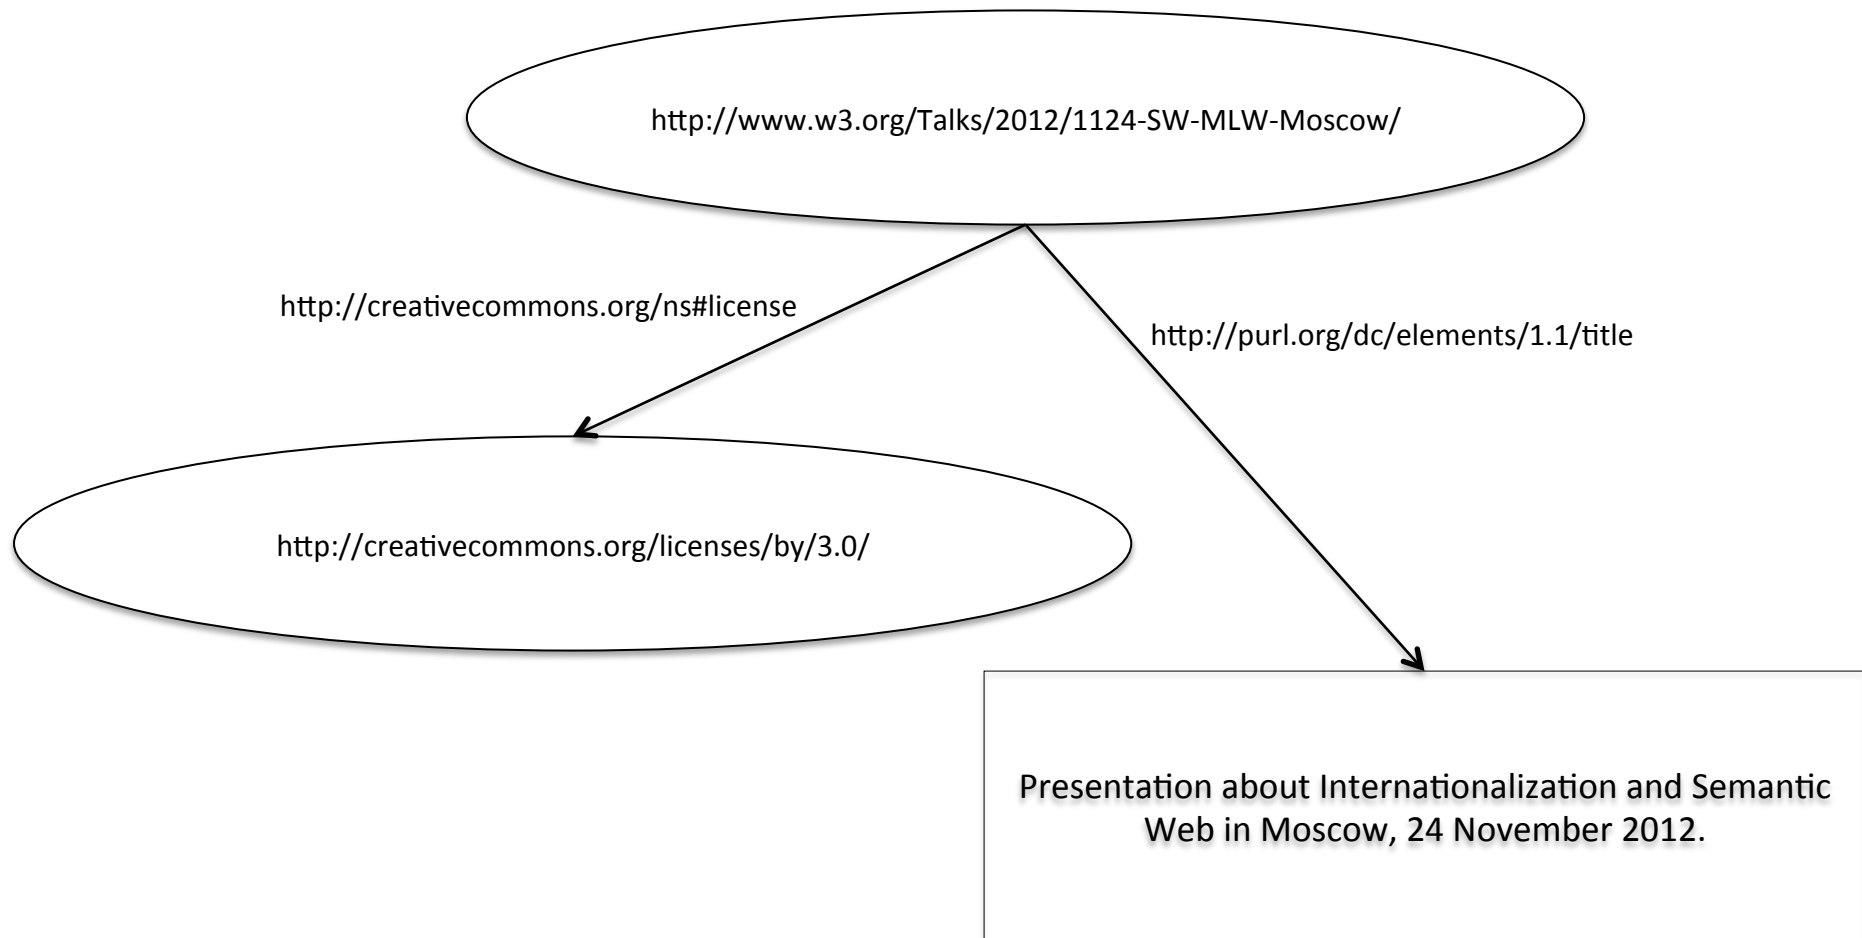 http://www.w3.org/Talks/2012/1124-SW-MLW-Moscow/
http://creativecommons.org/ns#license
http://purl.org/dc/elements/1.1/title
http://creativecommons.org/licenses/by/3.0/
Presentation about Internationalization and Semantic
Web in Moscow, 24 November 2012.